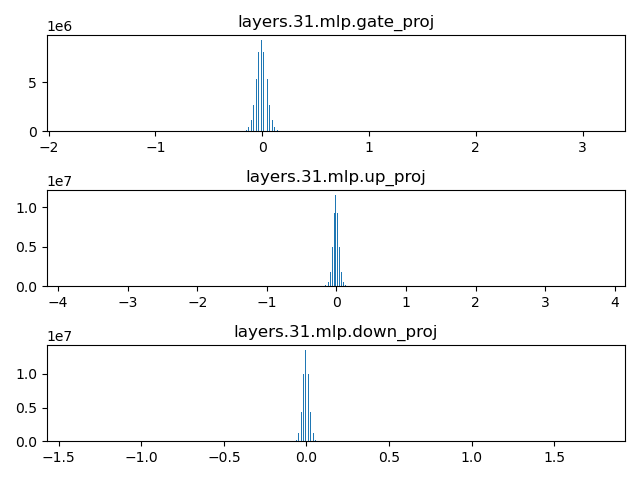 layers.31.mlp.gate_proj
1e6
5
0
−2 −1 0 1 2 3
layers.31.mlp.up_proj
1e7
1.0
0.5
0.0
−4 −3 −2 −1 0 1 2 3 4
layers.31.mlp.down_proj
1e7
1.0
0.5
0.0
−1.5 −1.0 −0.5 0.0 0.5 1.0 1.5